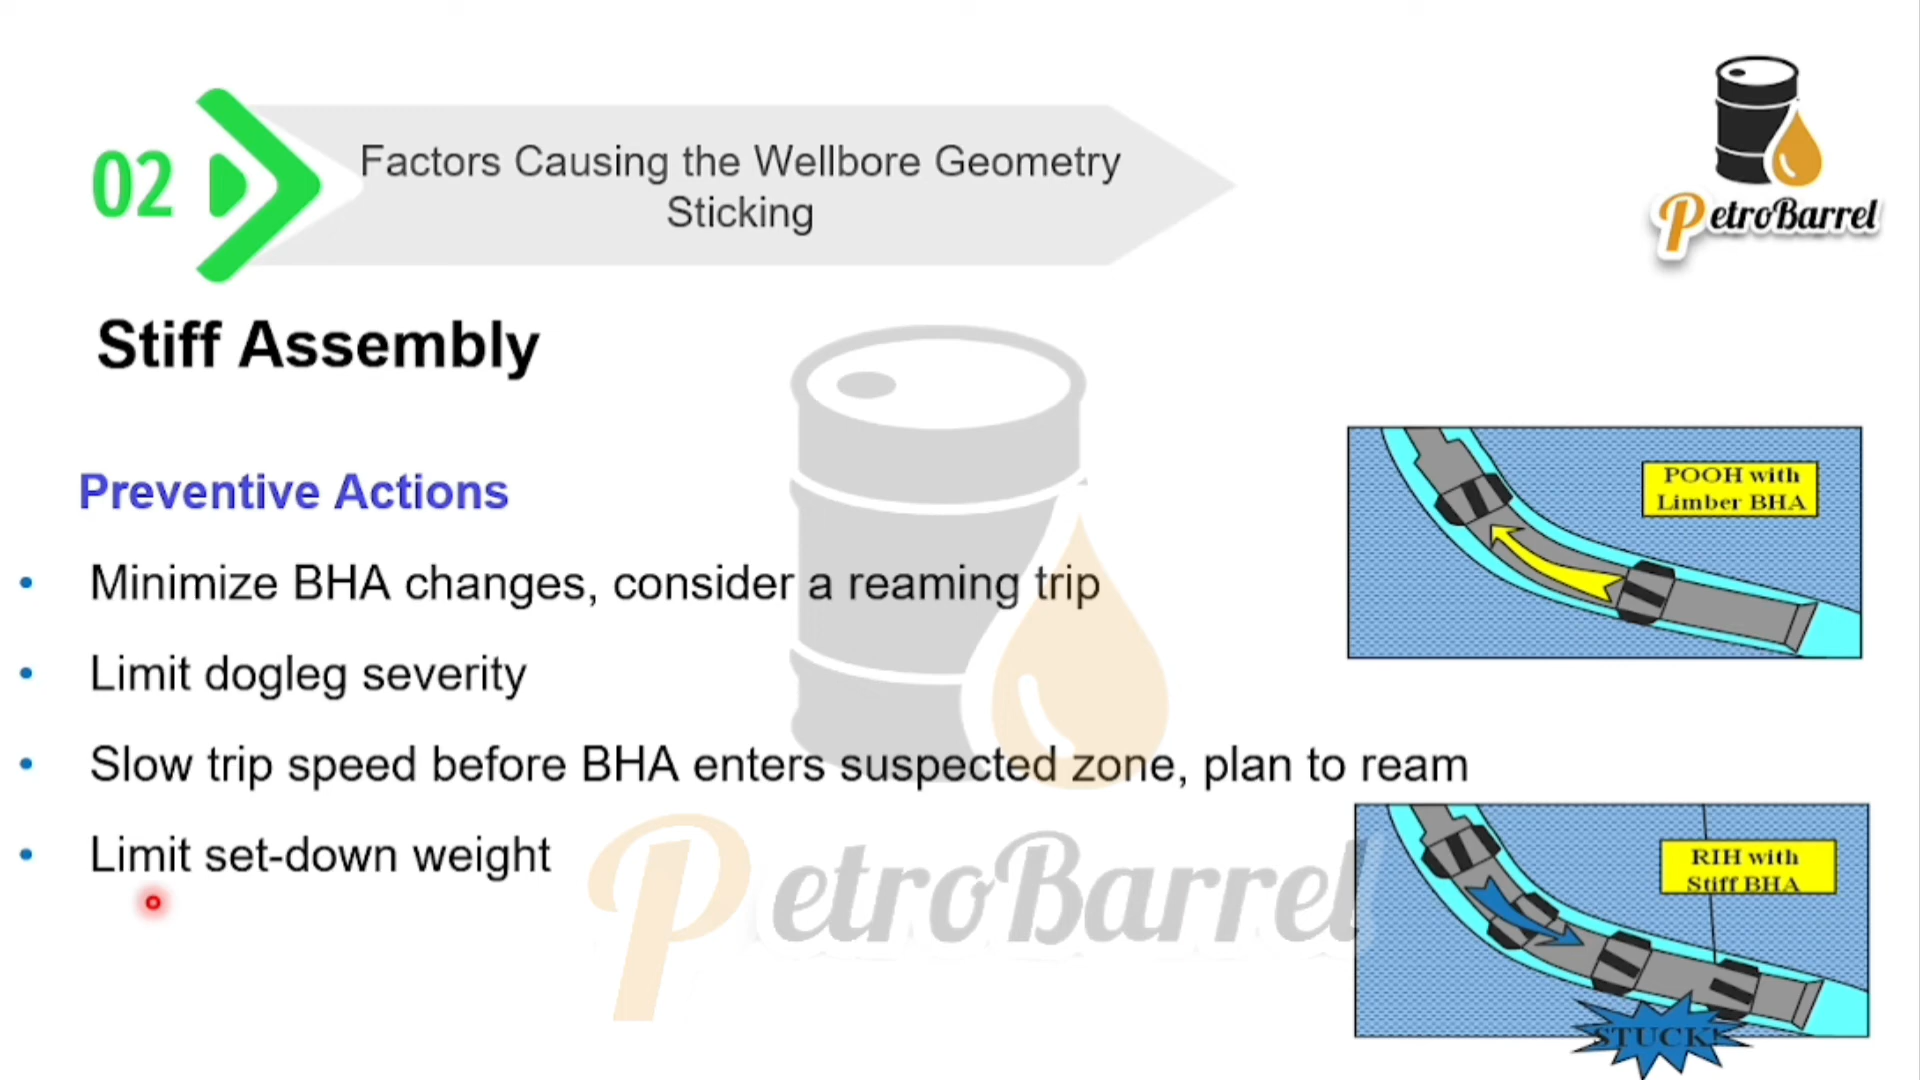 02
Factors Causing the Wellbore Geometry
Sticking
PetroBarrel
Stiff Assembly
Preventive Actions
• Minimize BHA changes, consider a reaming trip
• Limit dogleg severity
• Slow trip speed before BHA enters suspected zone, plan to ream
• Limit set-down weight
POOH with
Limber BHA
RIH with
Stiff BHA
STUCK!
PetroBarrel